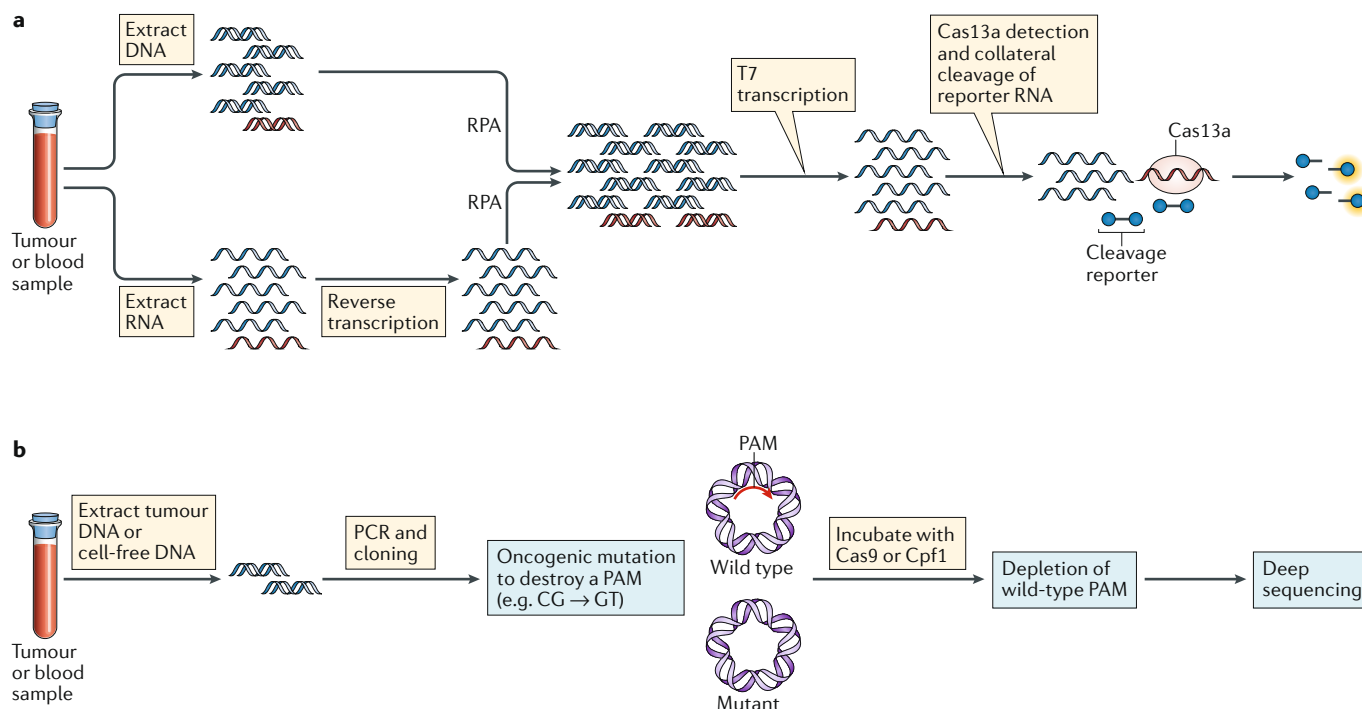 a
Extract
DNA
RPA
T7
transcription
Cas13a detection
and collateral
cleavage of
reporter RNA
Cas13a
Tumour
or blood
sample
Extract
RNA
Reverse
transcription
RPA
Cleavage
reporter
b
Extract tumour
DNA or
cell-free DNA
PCR and
cloning
Oncogenic mutation
to destroy a PAM
(e.g. CG → GT)
PAM
Wild type
Mutant
Incubate with
Cas9 or Cpf1
Depletion of
wild-type PAM
Deep
sequencing
Tumour
or blood
sample